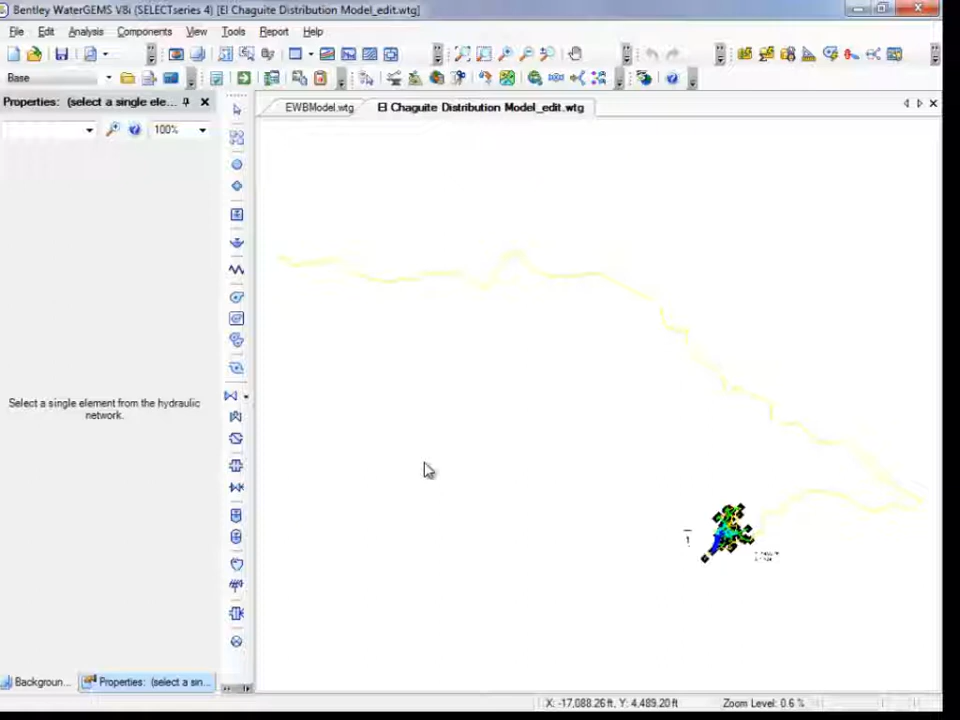 Bentley WaterGEMS V8i (SELECTseries 4) [El Chaguite Distribution Model_edit.wtg]
File Edit Analysis Components View Tools Report Help
Base
Properties: (select a single ele...
EWBModel.wtg El Chaguite Distribution Model_edit.wtg
100%
Select a single element from the hydraulic
network.
Backgroun... Properties: (select a sin...
X: -17,088.26 ft, Y: 4,489.20 ft Zoom Level: 0.6 %